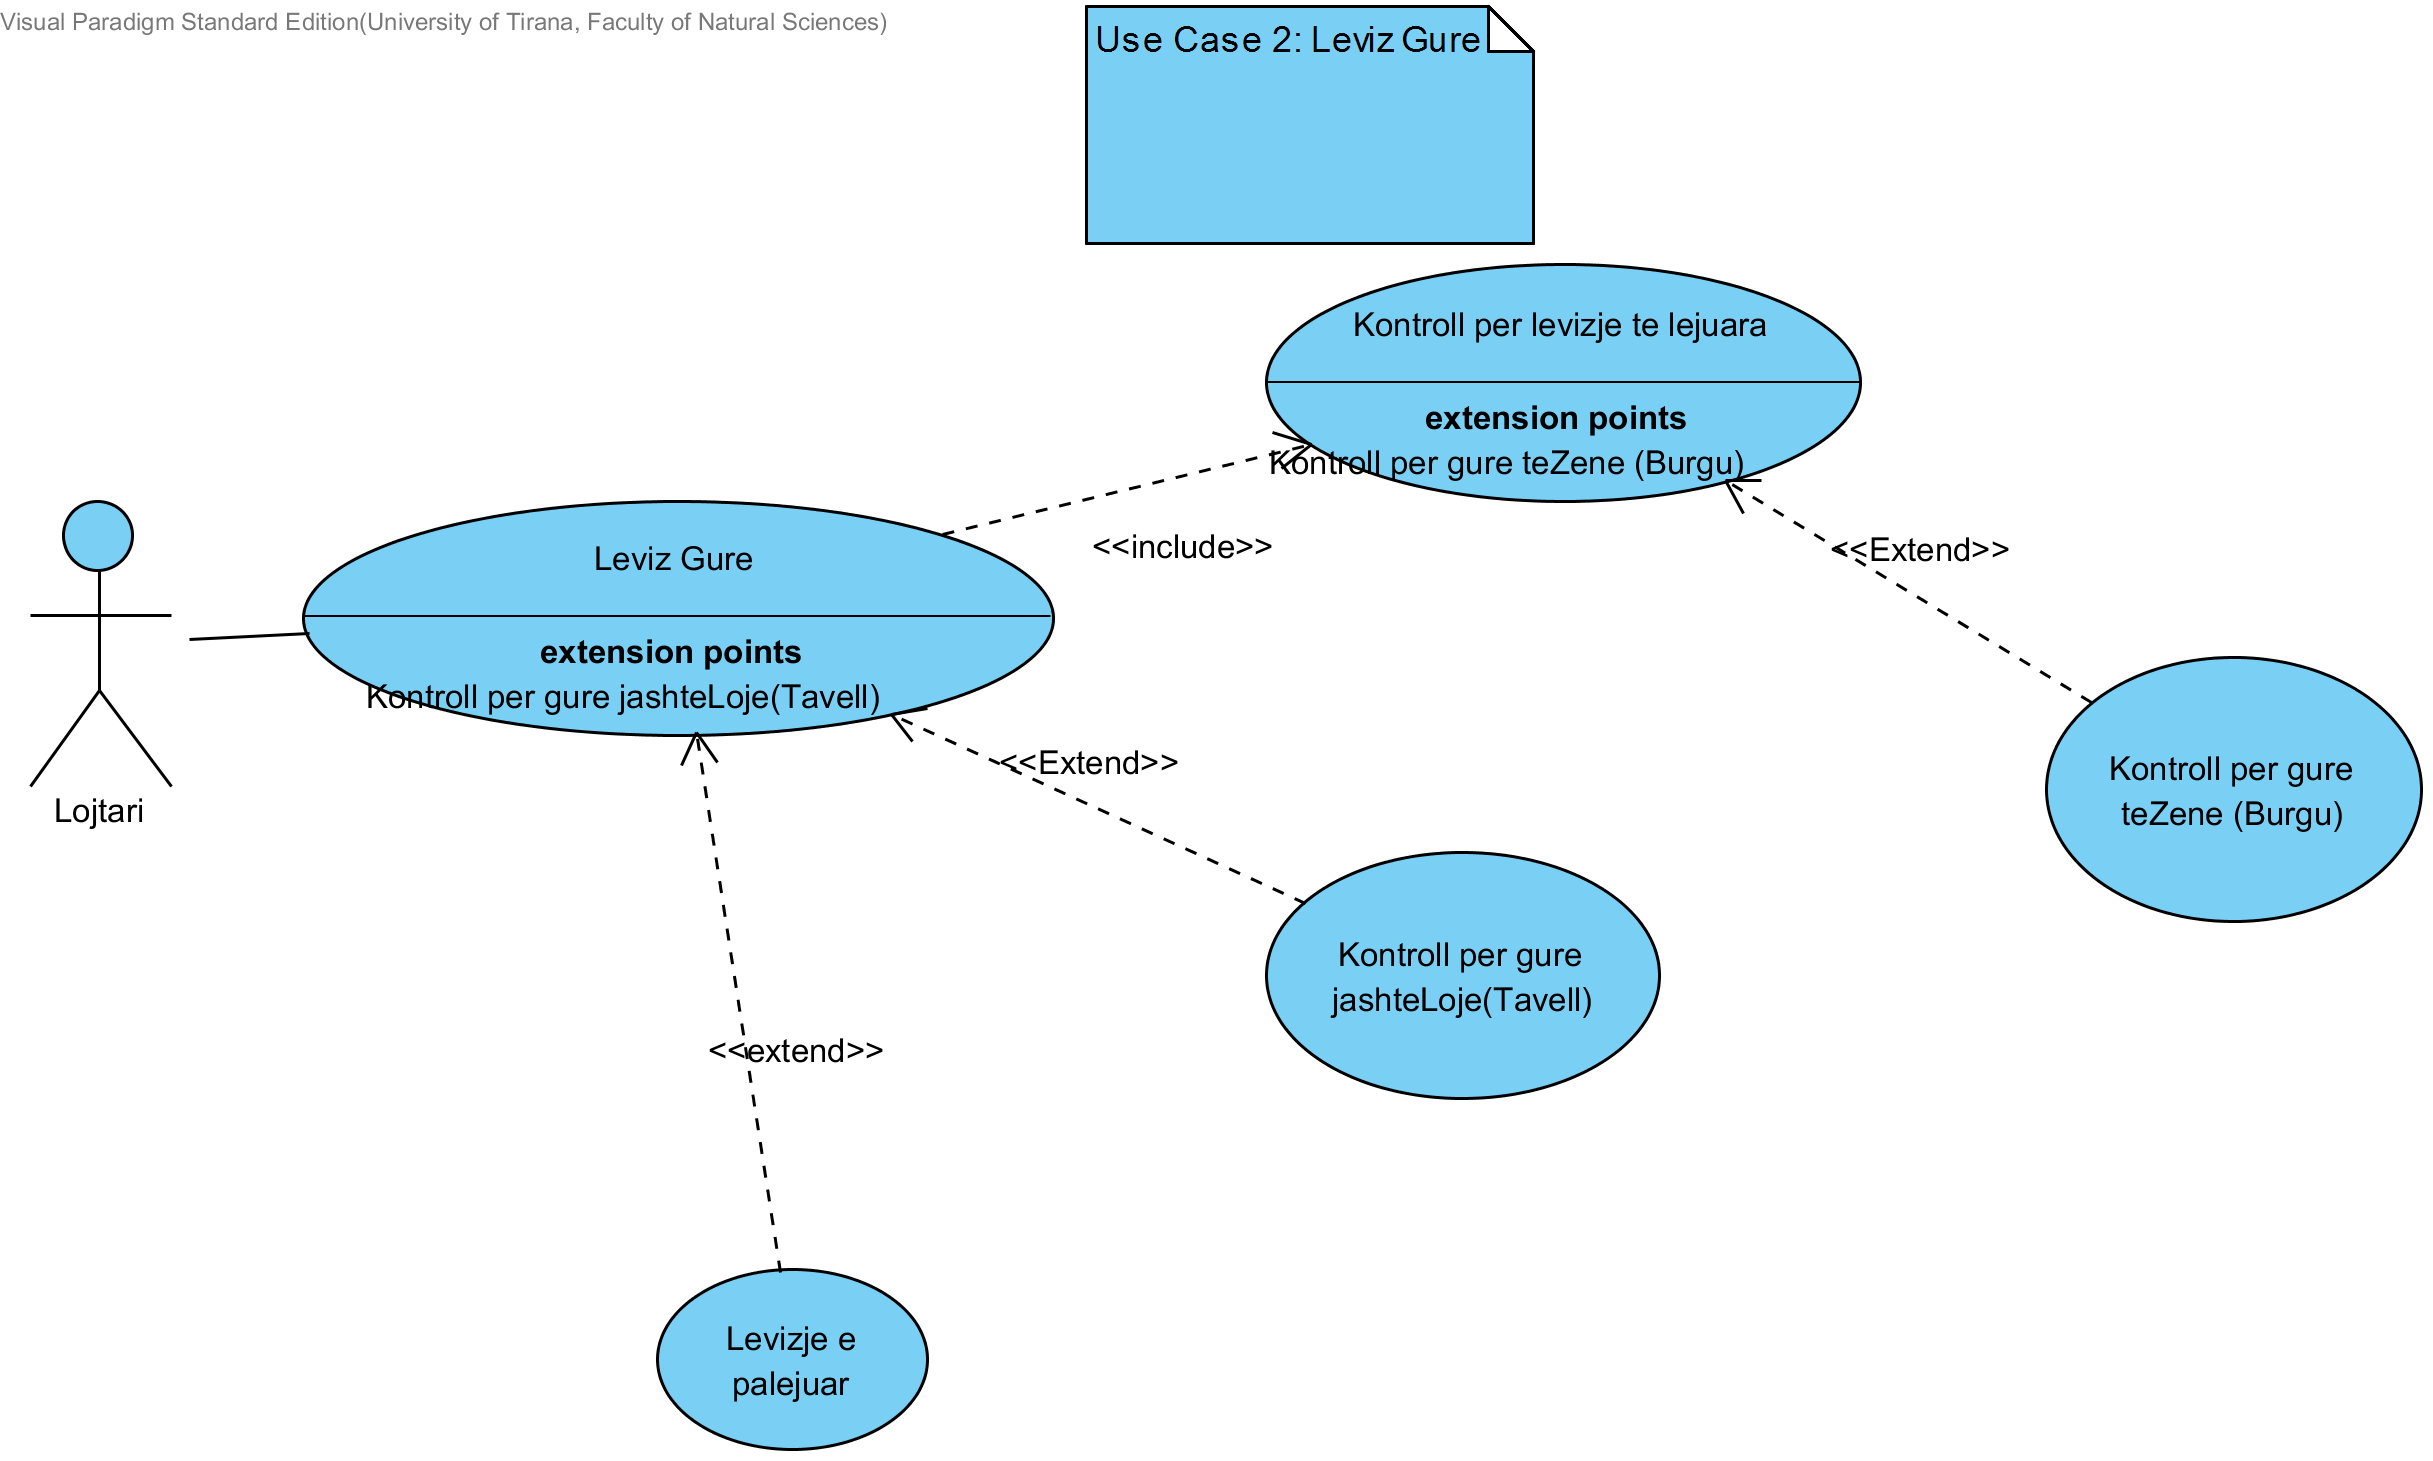 Visual Paradigm Standard Edition(University of Tirana, Faculty of Natural Sciences)
Use Case 2: Leviz Gure
Kontroll per levizje te lejuara
extension points
Kontroll per gure teZene (Burgu)
<<include>>
<<Extend>>
Leviz Gure
extension points
Kontroll per gure jashteLoje(Tavell)
Lojtari
<<Extend>>
Kontroll per gure
teZene (Burgu)
Kontroll per gure
jashteLoje(Tavell)
<<extend>>
Levizje e
palejuar